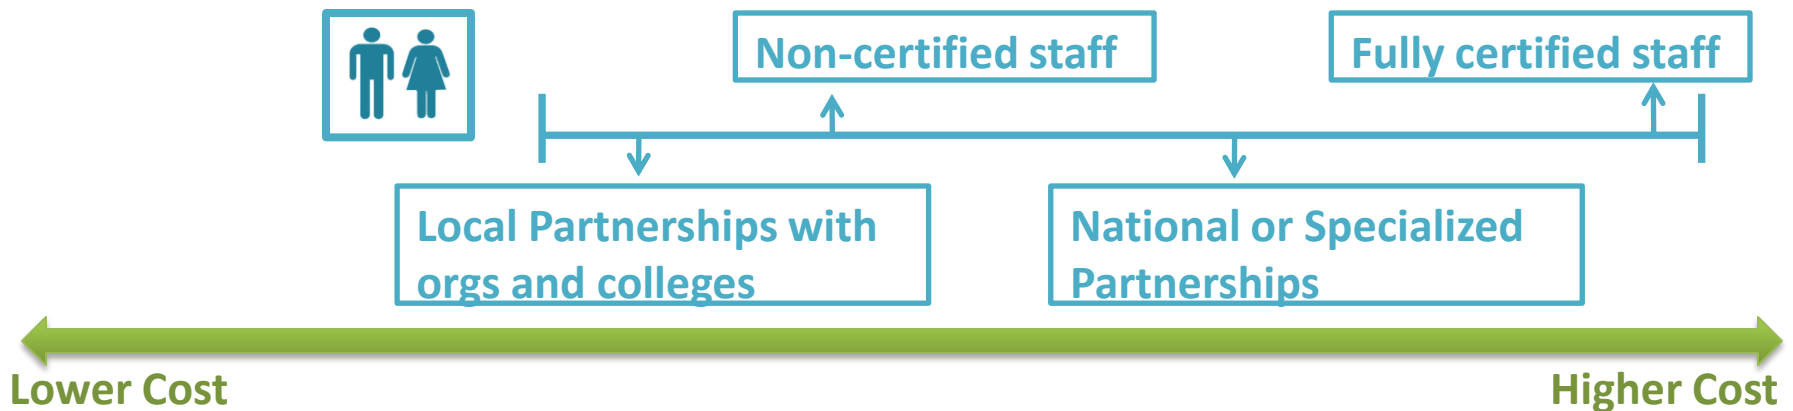 Non-certified staff
Fully certified staff
Local Partnerships with
orgs and colleges
National or Specialized
Partnerships
Lower Cost
Higher Cost